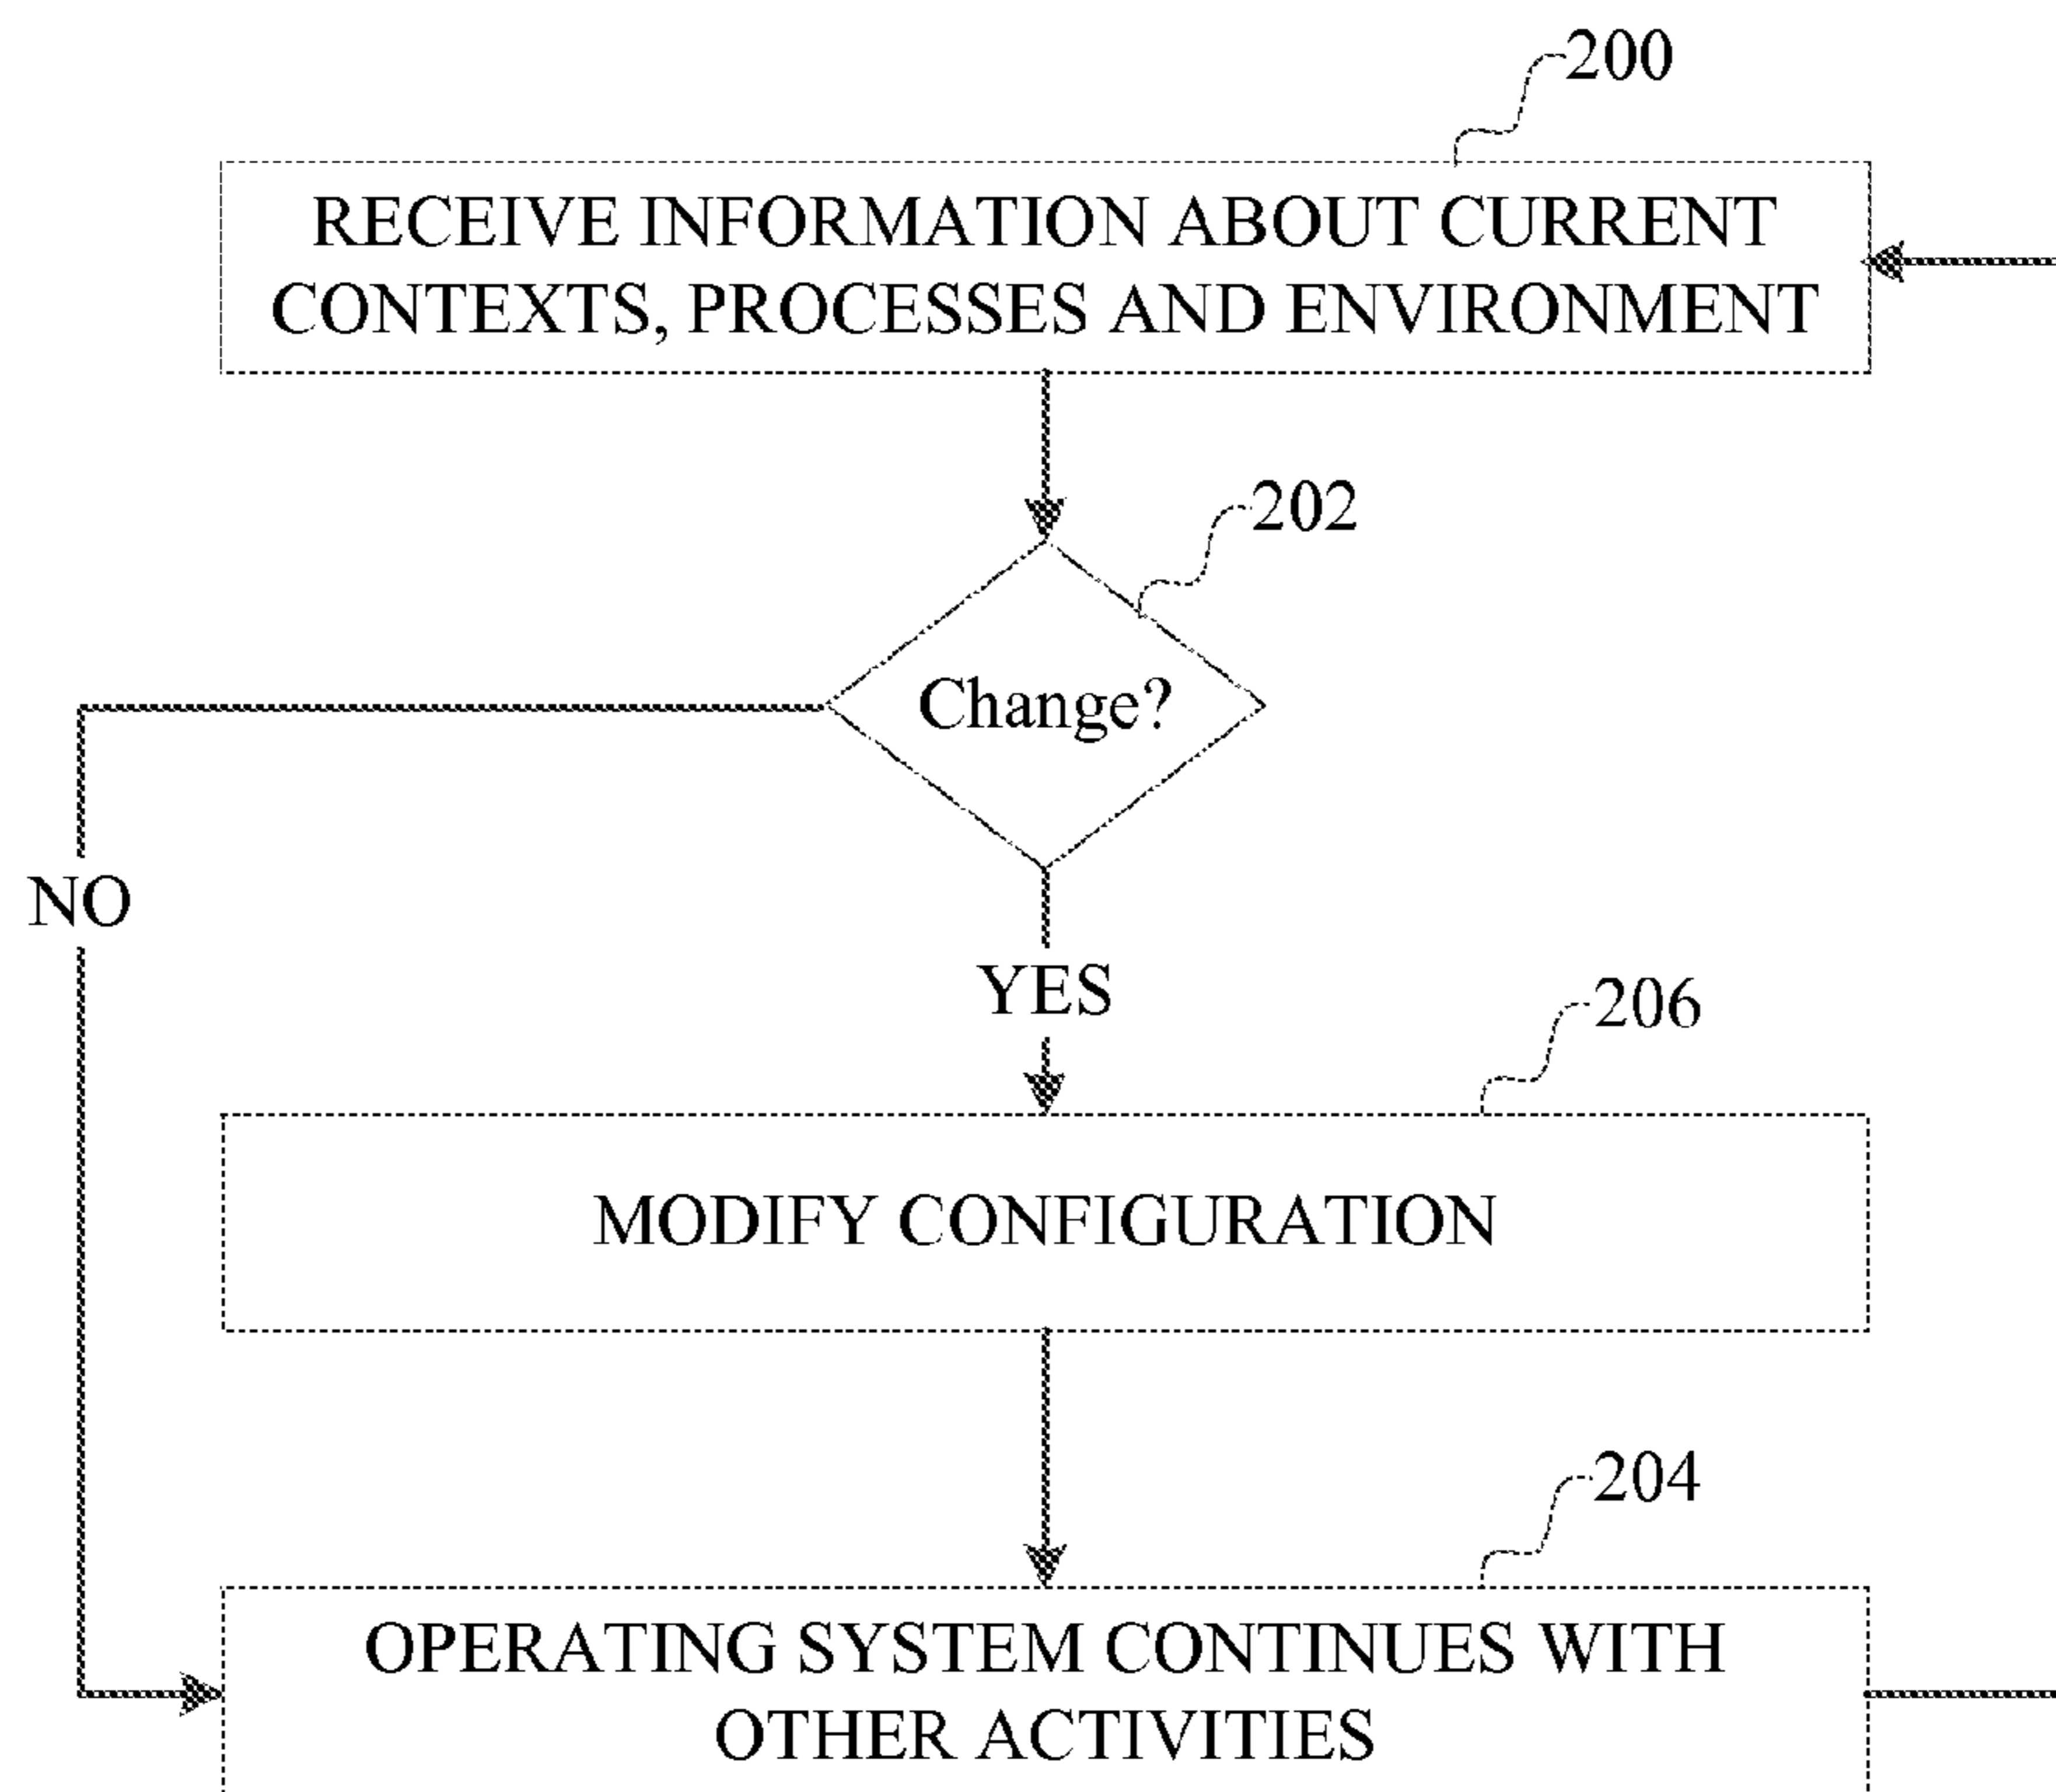 200
RECEIVE INFORMATION ABOUT CURRENT
CONTEXTS, PROCESSES AND ENVIRONMENT
202
Change?
NO
YES
206
MODIFY CONFIGURATION
204
OPERATING SYSTEM CONTINUES WITH
OTHER ACTIVITIES